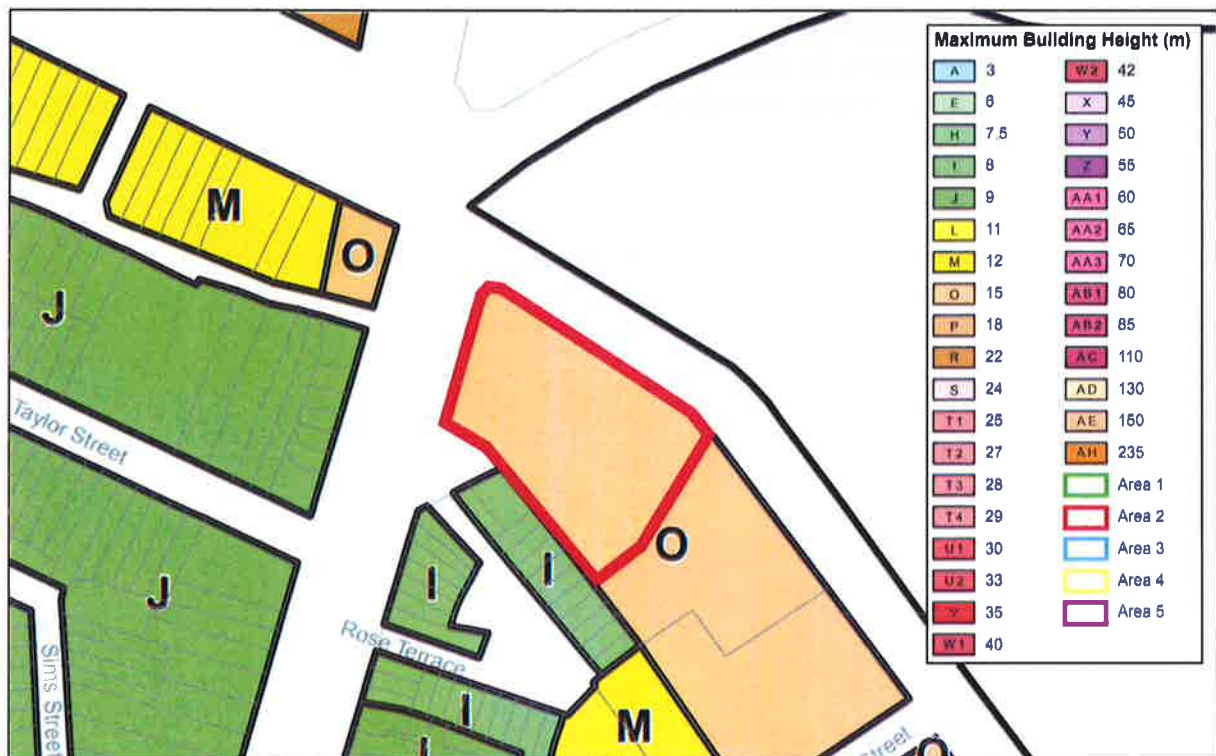 Maximum Building Height (m)
A 3
E 6
H 7.5
I 8
J 9
L 11
M 12
O 15
P 18
R 22
S 24
T1 25
T2 27
T3 28
T4 29
U1 30
U2 33
V 35
W1 40
W2 42
X 45
Y 50
Z 55
AA1 60
AA2 65
AA3 70
AB1 80
AB2 85
AC 110
AD 130
AE 150
AH 235
Area 1
Area 2
Area 3
Area 4
Area 5
M
O
J
Taylor Street
J
I
I
O
Rose Terrace
Sims Street
I
M
Street